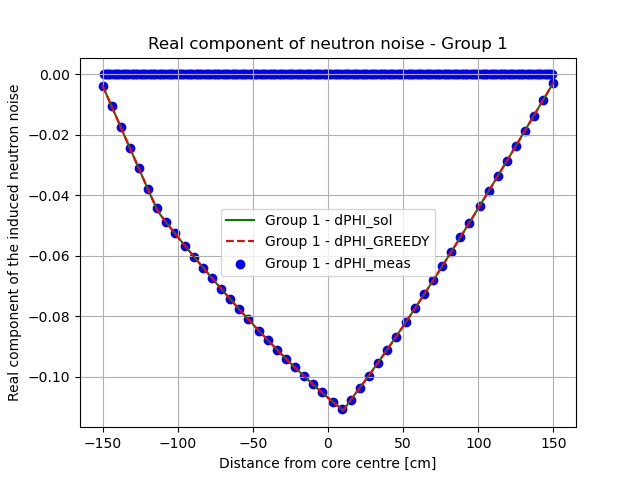 Real component of neutron noise - Group 1
Real component of the induced neutron noise
0.00
−0.02
−0.04
−0.06
−0.08
−0.10
Group 1 - dPHI_sol
Group 1 - dPHI_GREEDY
Group 1 - dPHI_meas
−150
−100
−50
0
50
100
150
Distance from core centre [cm]